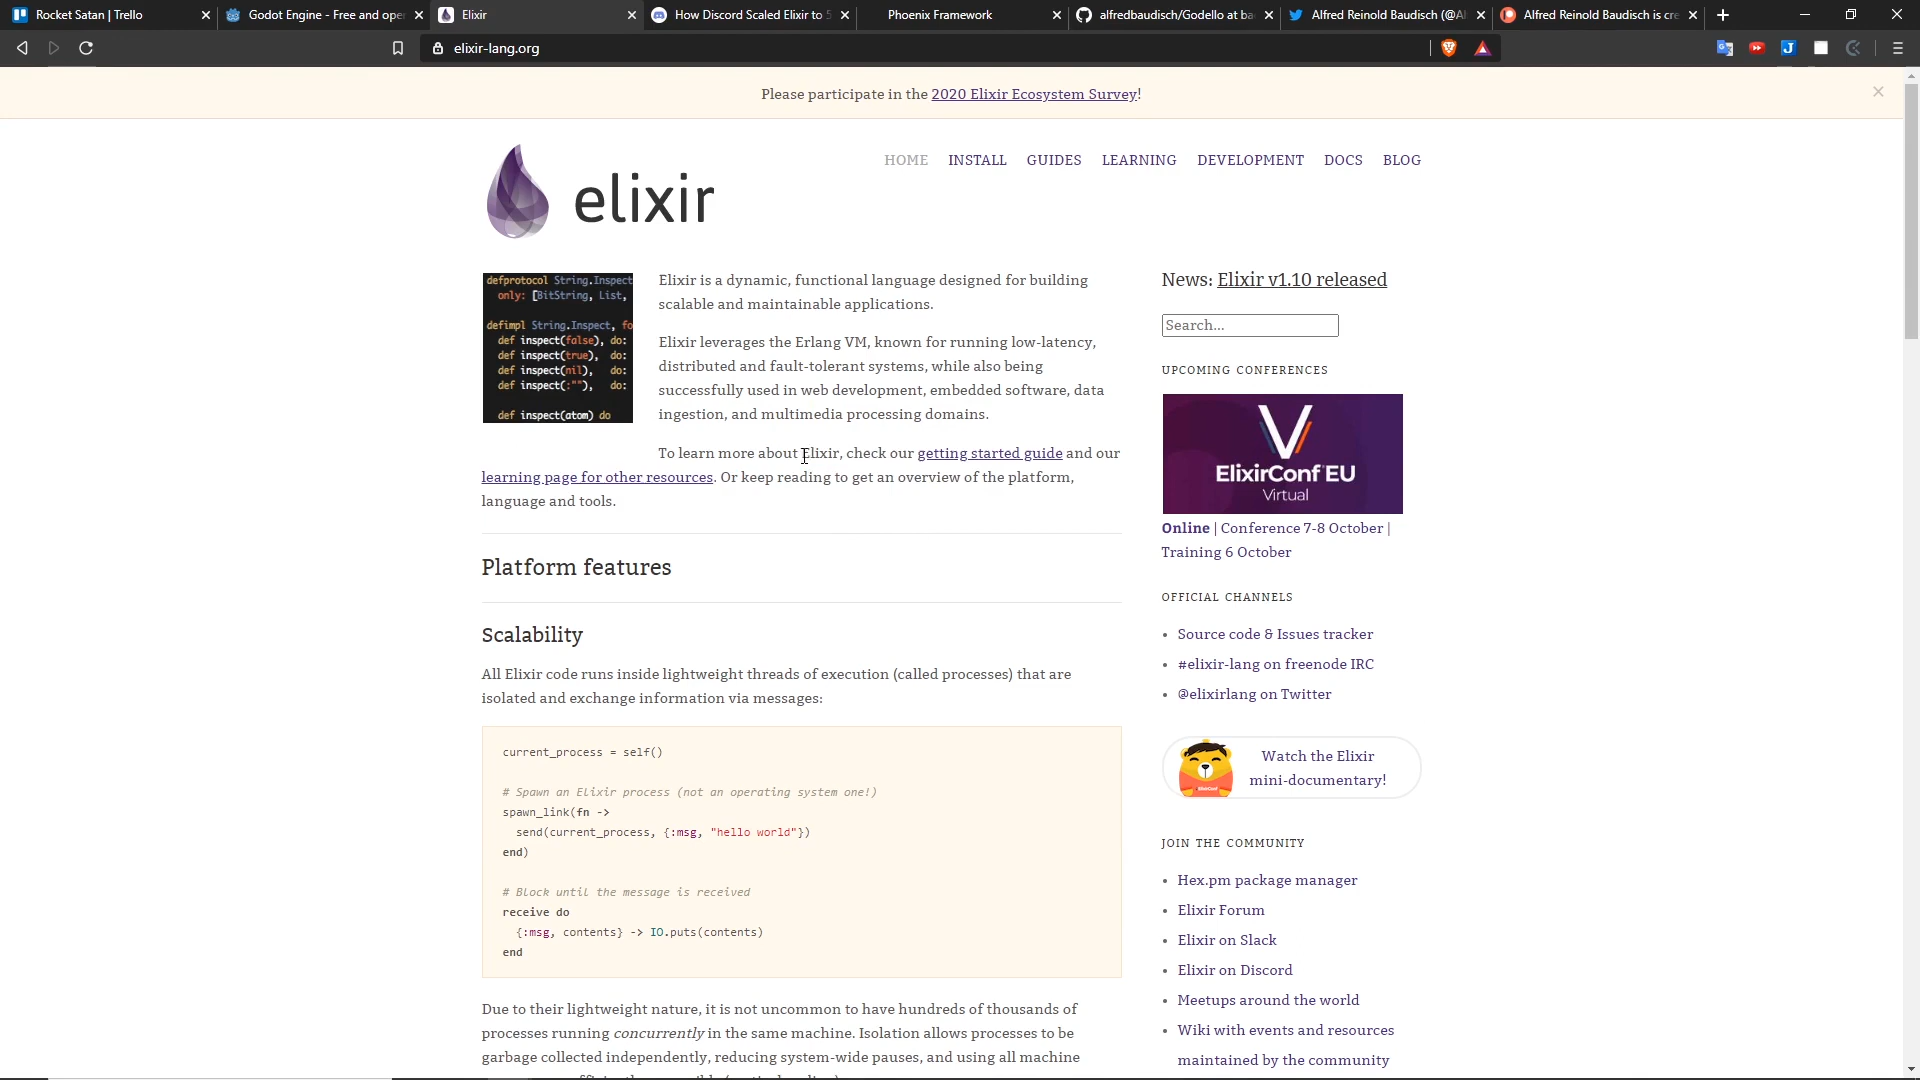 Rocket Satan | Trello
Godot Engine - Free and ope
Elixir
How Discord Scaled Elixir to 5
Phoenix Framework
alfredbaudisch/Godello at ba
Alfred Reinold Baudisch (@Al
Alfred Reinold Baudisch is cre
elixir-lang.org
Please participate in the 2020 Elixir Ecosystem Survey!
elixir
HOME INSTALL GUIDES LEARNING DEVELOPMENT DOCS BLOG
defprotocol String.Inspect
only: [BitString, List,
defimpl String.Inspect, fo
def inspect(false), do:
def inspect(true), do:
def inspect(nil), do:
def inspect(:""), do:
def inspect(atom) do
Elixir is a dynamic, functional language designed for building
scalable and maintainable applications.
Elixir leverages the Erlang VM, known for running low-latency,
distributed and fault-tolerant systems, while also being
successfully used in web development, embedded software, data
ingestion, and multimedia processing domains.
To learn more about Elixir, check our getting started guide and our
learning page for other resources. Or keep reading to get an overview of the platform,
language and tools.
Platform features
Scalability
All Elixir code runs inside lightweight threads of execution (called processes) that are
isolated and exchange information via messages:
current_process = self()
# Spawn an Elixir process (not an operating system one!)
spawn_link(fn ->
send(current_process, {:msg, "hello world"})
end)
# Block until the message is received
receive do
{:msg, contents} -> IO.puts(contents)
end
Due to their lightweight nature, it is not uncommon to have hundreds of thousands of
processes running concurrently in the same machine. Isolation allows processes to be
garbage collected independently, reducing system-wide pauses, and using all machine
News: Elixir v1.10 released
Search...
UPCOMING CONFERENCES
ElixirConf EU
Virtual
Online | Conference 7-8 October |
Training 6 October
OFFICIAL CHANNELS
• Source code & Issues tracker
• #elixir-lang on freenode IRC
• @elixirlang on Twitter
Watch the Elixir
mini-documentary!
JOIN THE COMMUNITY
• Hex.pm package manager
• Elixir Forum
• Elixir on Slack
• Elixir on Discord
• Meetups around the world
• Wiki with events and resources
maintained by the community